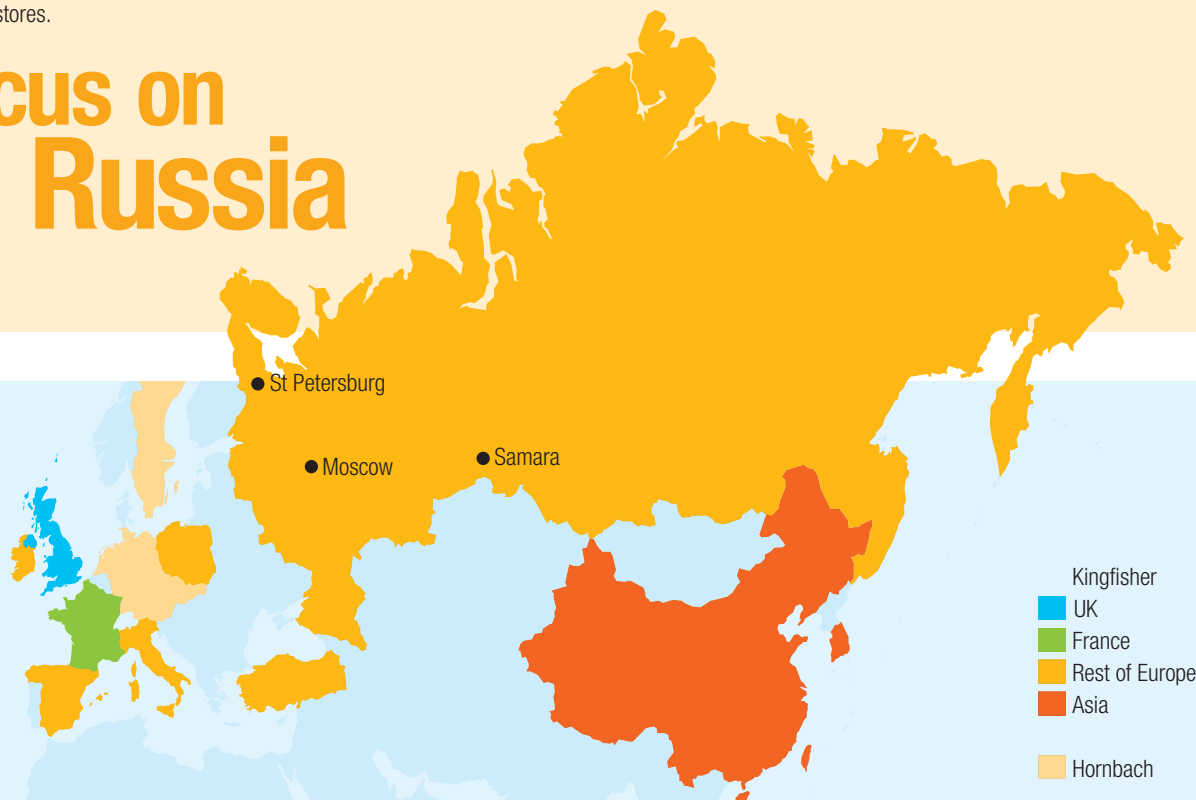 stores.
cus on
Russia
St Petersburg
Moscow
Samara
Kingfisher
UK
France
Rest of Europe
Asia
Hornbach